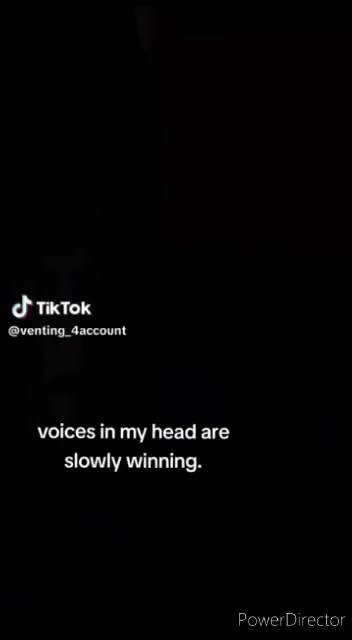 TikTok
@venting_4account
voices in my head are
slowly winning.
PowerDirector